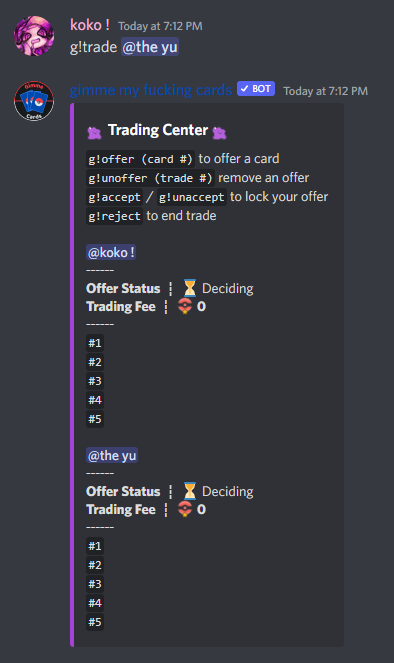 koko ! Today at 7:12 PM
g!trade @the yu
Gimme
Cards
gimme my fucking cards ✓ BOT Today at 7:12 PM
Trading Center
g!offer (card #) to offer a card
g!unoffer (trade #) remove an offer
g!accept / g!unaccept to lock your offer
g!reject to end trade
@koko !
------
Offer Status ¦ ⏳ Deciding
Trading Fee ¦ 0
------
#1
#2
#3
#4
#5
@the yu
------
Offer Status ¦ ⏳ Deciding
Trading Fee ¦ 0
------
#1
#2
#3
#4
#5